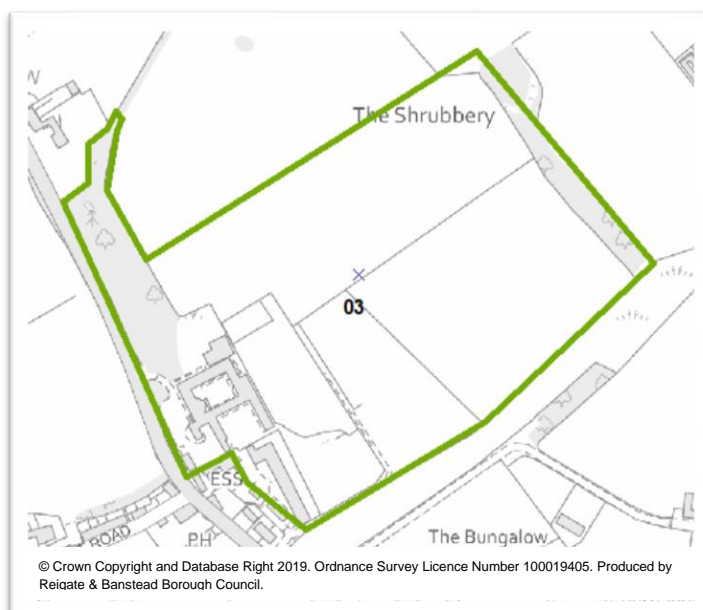 The Shrubbery
03
ESS
ROAD
PH
The Bungalow
© Crown Copyright and Database Right 2019. Ordnance Survey Licence Number 100019405. Produced by
Reigate & Banstead Borough Council.